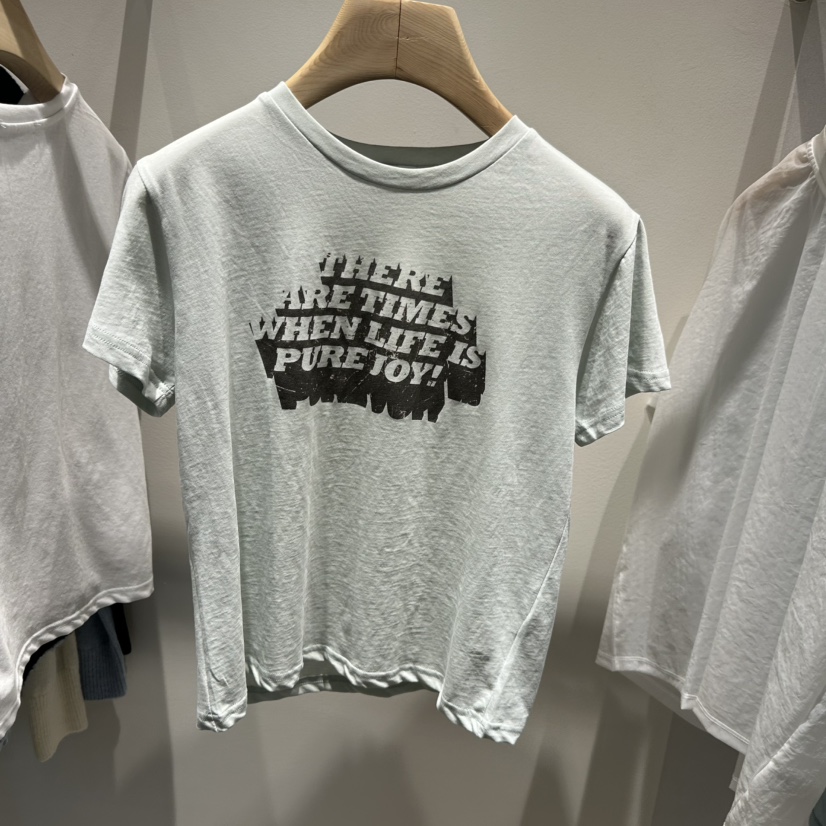 THERE
ARE TIMES
WHEN LIFE IS
PURE JOY!